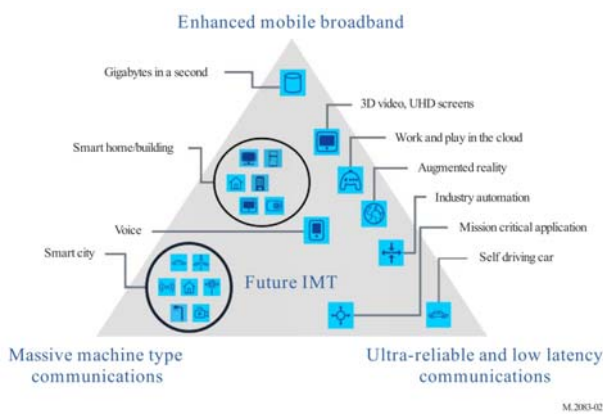 Enhanced mobile broadband
Gigabytes in a second
3D video, UHD screens
Smart home/building
Work and play in the cloud
Augmented reality
Industry automation
Voice
Mission critical application
Smart city
Self driving car
Future IMT
Massive machine type
communications
Ultra-reliable and low latency
communications
M.2083-02